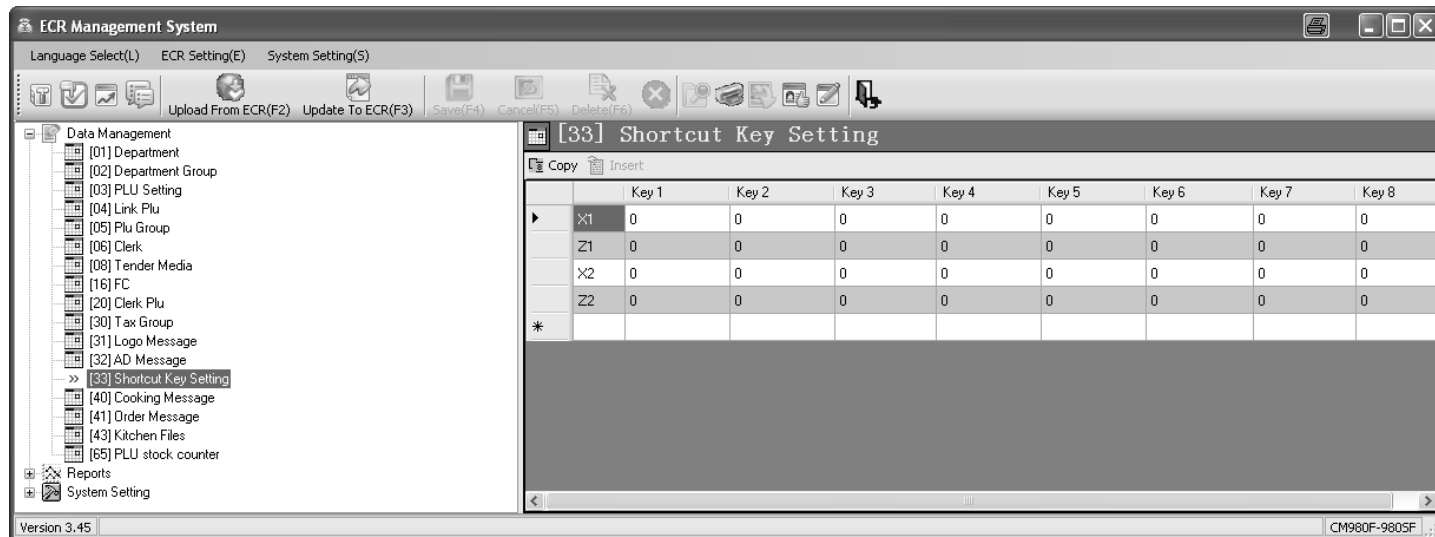 ECR Management System
Language Select(L) ECR Setting(E) System Setting(S)
Upload From ECR(F2) Update To ECR(F3) Save(F4) Cancel(F5) Delete(F6)
Data Management
[01] Department
[02] Department Group
[03] PLU Setting
[04] Link Plu
[05] Plu Group
[06] Clerk
[08] Tender Media
[16] FC
[20] Clerk Plu
[30] Tax Group
[31] Logo Message
[32] AD Message
[33] Shortcut Key Setting
[40] Cooking Message
[41] Order Message
[43] Kitchen Files
[65] PLU stock counter
Reports
System Setting
[33] Shortcut Key Setting
Copy Insert
Key 1 Key 2 Key 3 Key 4 Key 5 Key 6 Key 7 Key 8
X1 0 0 0 0 0 0 0 0
Z1 0 0 0 0 0 0 0 0
X2 0 0 0 0 0 0 0 0
Z2 0 0 0 0 0 0 0 0
Version 3.45 CM980F-980SF